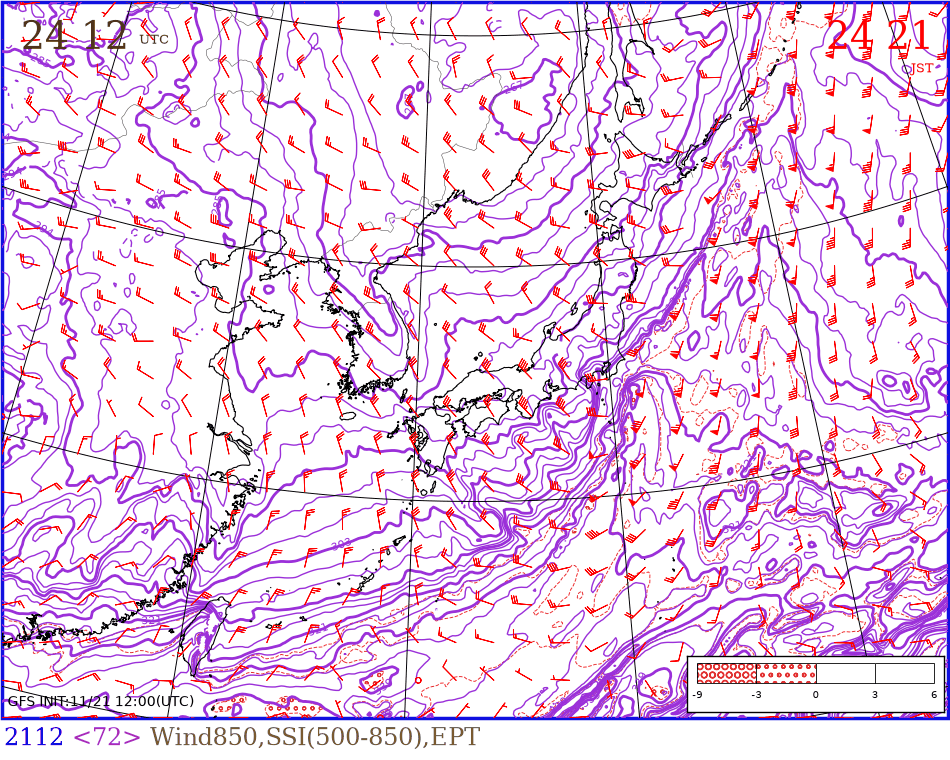 24 12 UTC
24 21
JST
GFS INIT:11/21 12:00(UTC)
-9 -3 0 3 6
2112 <72> Wind850,SSI(500-850),EPT